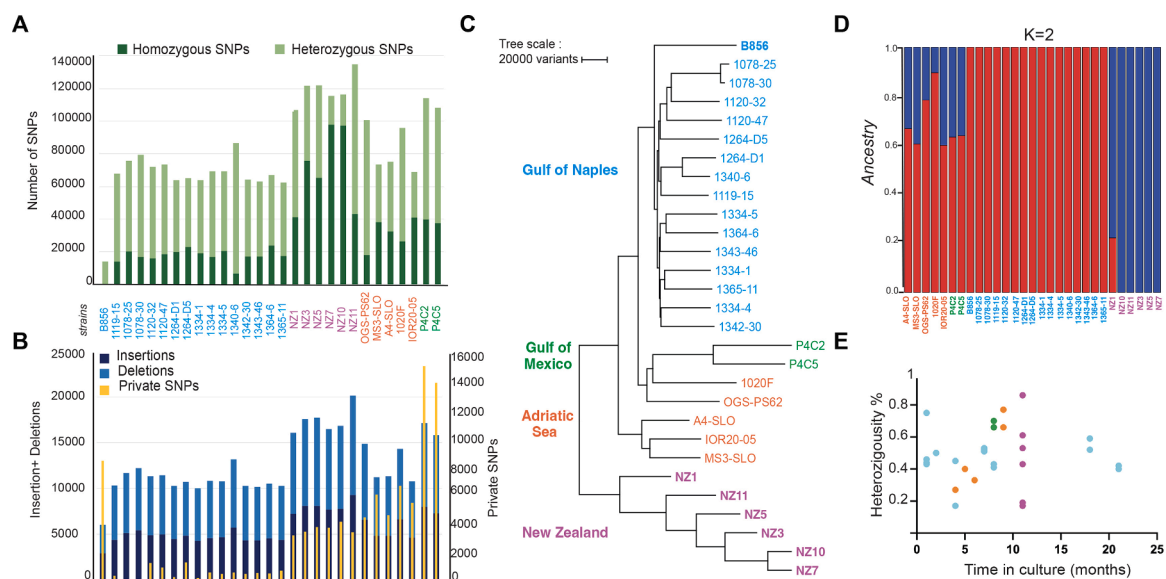 A
Homozygous SNPs
Heterozygous SNPs
Number of SNPs
140000
120000
100000
80000
60000
40000
20000
0
strains
B856
1119-15
1078-25
1078-30
1120-32
1120-47
1264-D1
1264-D5
1334-1
1334-4
1334-5
1340-6
1342-30
1343-46
1364-6
1365-11
NZ1
NZ3
NZ5
NZ7
NZ10
NZ11
OGS-PS62
MS3-SLO
A4-SLO
1020F
IOR20-05
P4C2
P4C5
B
Insertions
Deletions
Private SNPs
Insertion+ Deletions
25000
20000
15000
10000
5000
0
16000
14000
12000
10000
8000
6000
4000
2000
0
Private SNPs
C
Tree scale :
20000 variants
B856
1078-25
1078-30
1120-32
1120-47
1264-D5
1264-D1
1340-6
1119-15
1334-5
1364-6
1343-46
1334-1
1365-11
1334-4
1342-30
P4C2
P4C5
1020F
OGS-PS62
A4-SLO
IOR20-05
MS3-SLO
NZ1
NZ11
NZ5
NZ3
NZ10
NZ7
Gulf of Naples
Gulf of
Mexico
Adriatic
Sea
New Zealand
D
K=2
Ancestry
1.0
0.8
0.6
0.4
0.2
0.0
A4-SLO
MS3-SLO
OGS-PS62
1020F
IOR20-05
P4C2
P4C5
B856
1078-25
1078-30
1119-15
1120-32
1120-47
1264-D1
1264-D5
1334-1
1334-4
1334-5
1340-6
1342-30
1343-46
1364-6
1365-11
NZ1
NZ10
NZ11
NZ3
NZ5
NZ7
E
Heterozigousity %
1
0.8
0.6
0.4
0.2
0
5
10
15
20
25
Time in culture (months)